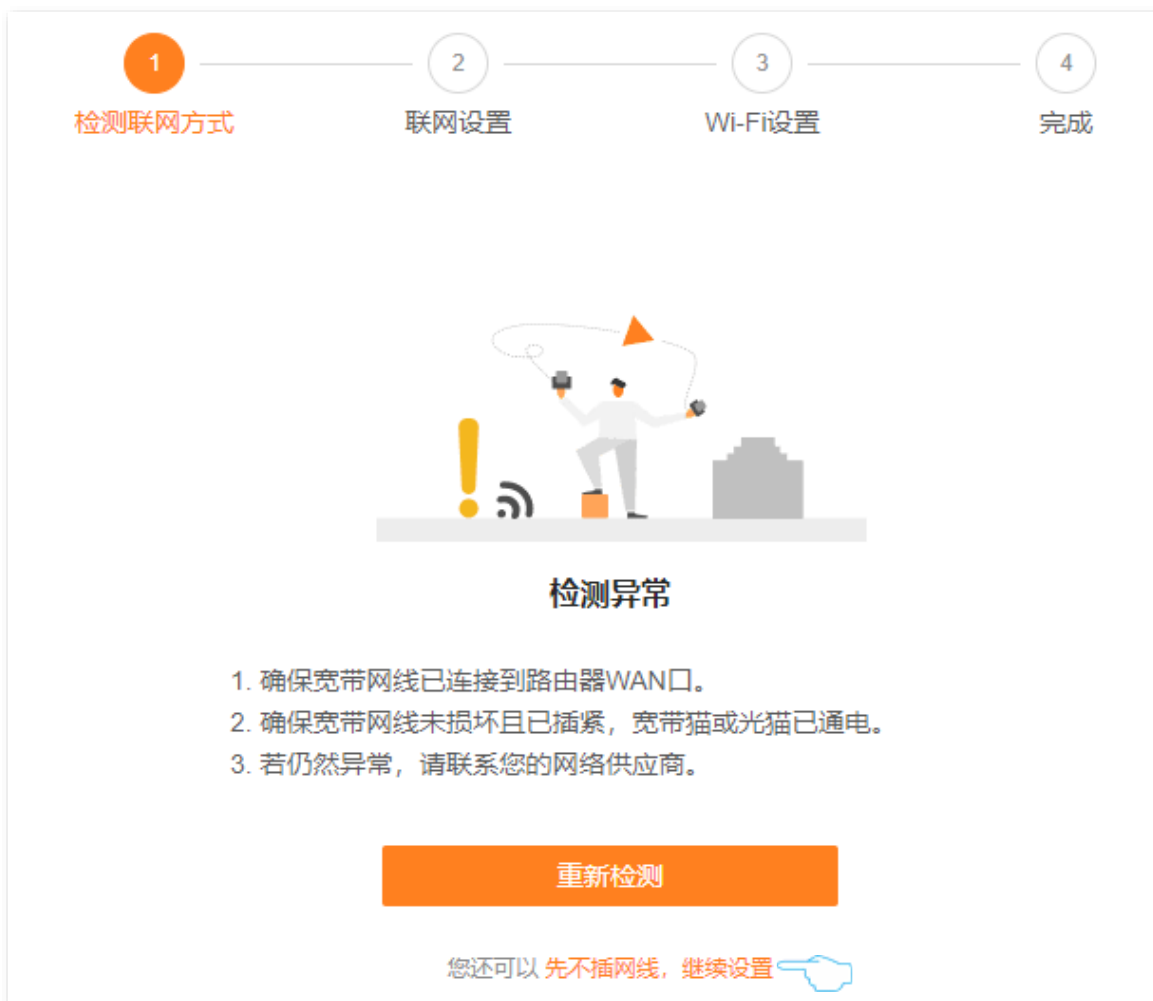 1 2 3 4
检测联网方式 联网设置 Wi-Fi设置 完成
检测异常
1. 确保宽带网线已连接到路由器WAN口。
2. 确保宽带网线未损坏且已插紧，宽带猫或光猫已通电。
3. 若仍然异常，请联系您的网络供应商。
重新检测
您还可以 先不插网线，继续设置